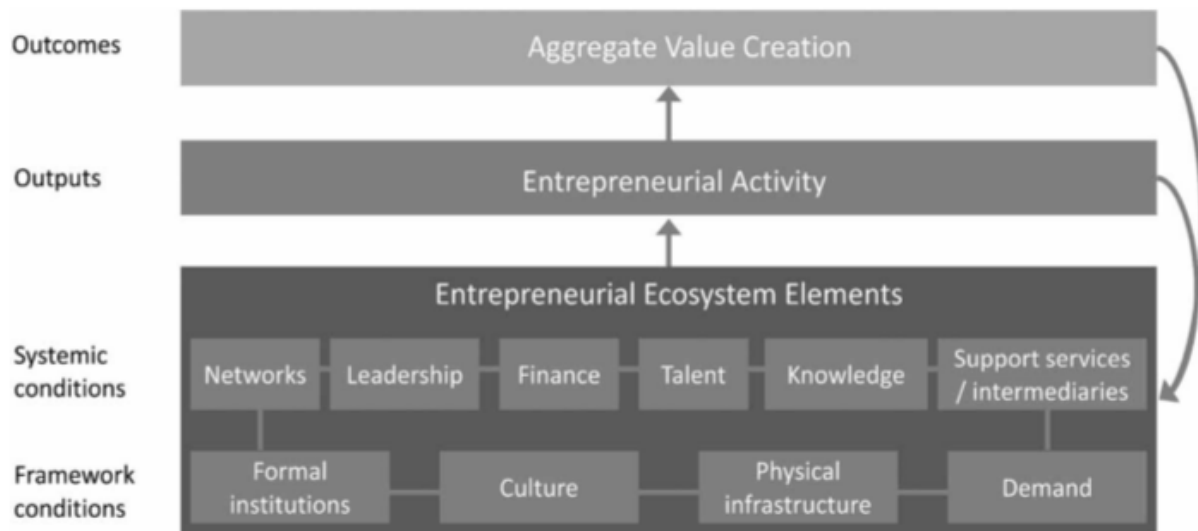 Outcomes
Aggregate Value Creation
Outputs
Entrepreneurial Activity
Entrepreneurial Ecosystem Elements
Systemic
conditions
Networks
Leadership
Finance
Talent
Knowledge
Support services
/ intermediaries
Framework
conditions
Formal
institutions
Culture
Physical
infrastructure
Demand